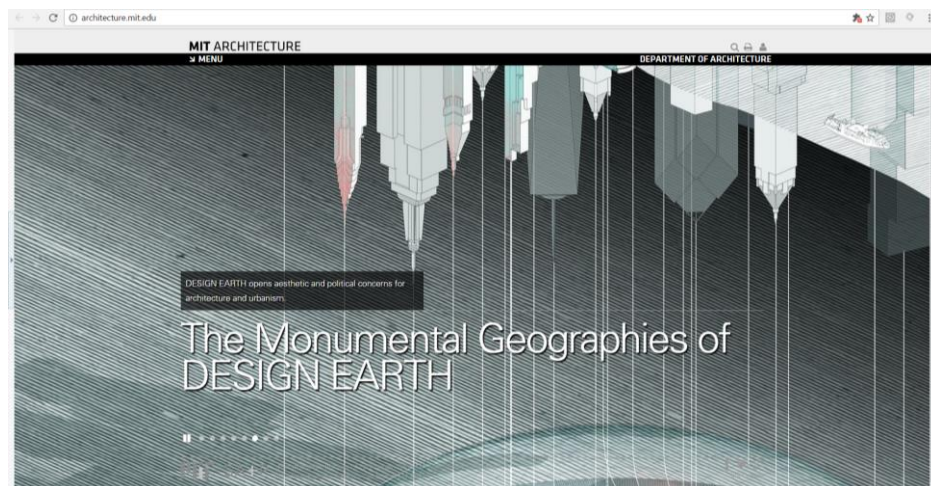 architecture.mit.edu
MIT ARCHITECTURE
MENU
DEPARTMENT OF ARCHITECTURE
DESIGN EARTH opens aesthetic and political concerns for
architecture and urbanism.
The Monumental Geographies of
DESIGN EARTH